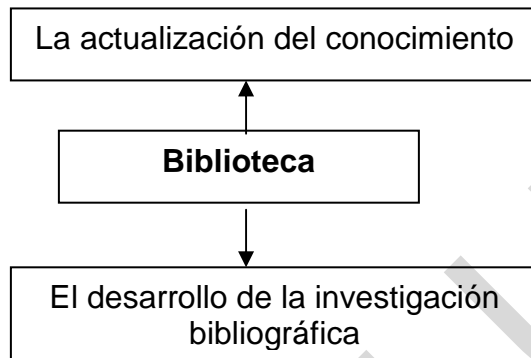 La actualización del conocimiento
Biblioteca
El desarrollo de la investigación
bibliográfica